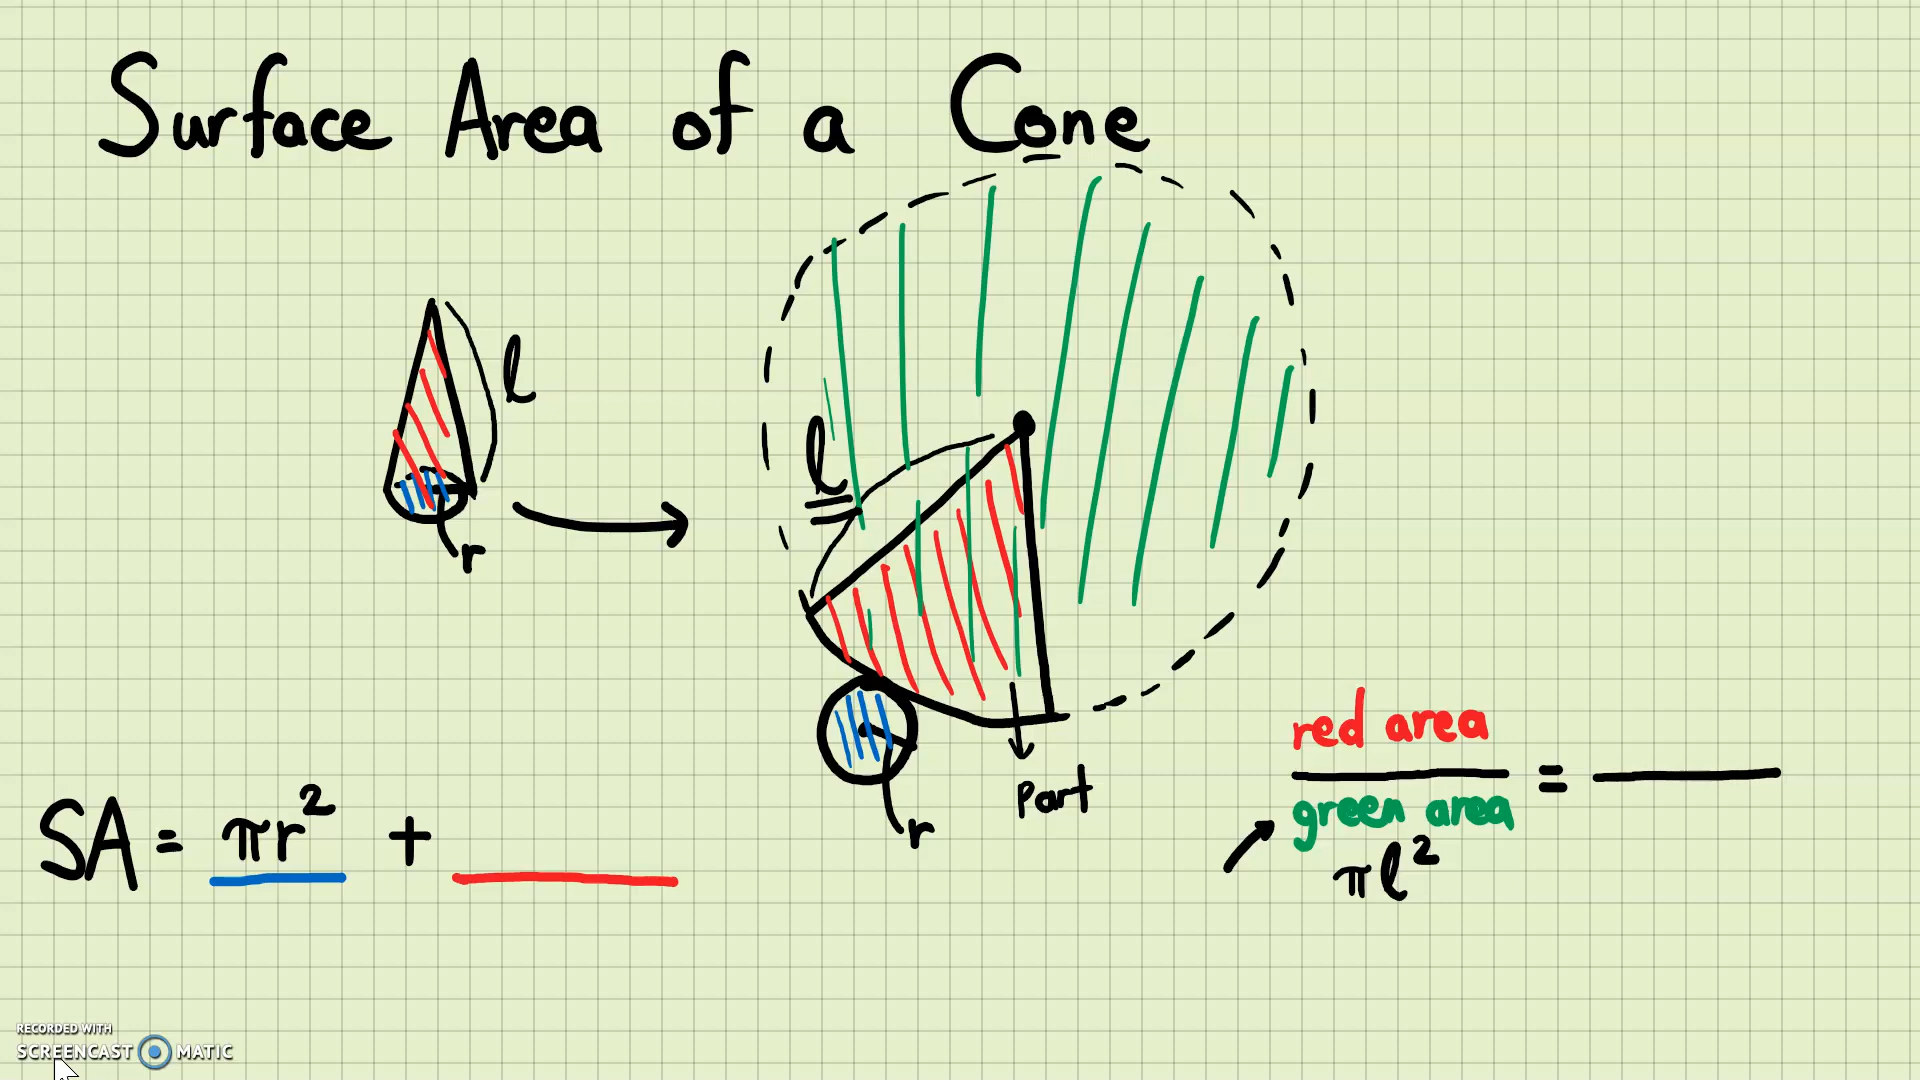 Surface Area of a Cone
l
l
r
r
Part
SA = πr² +
red area
green area
=
πl²
RECORDED WITH
SCREENCAST MATIC